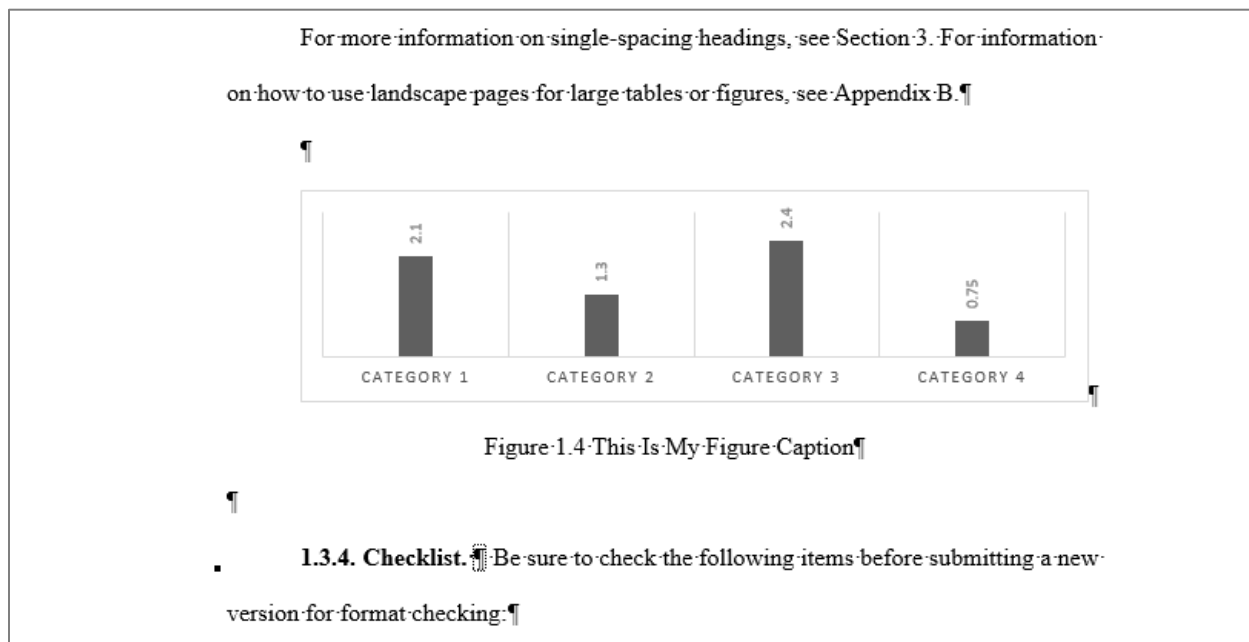 For more information on single-spacing headings, see Section 3. For information
on how to use landscape pages for large tables or figures, see Appendix B.¶
¶
2.1
1.3
2.4
0.75
CATEGORY 1 CATEGORY 2 CATEGORY 3 CATEGORY 4
¶
Figure 1.4 This Is My Figure Caption¶
¶
1.3.4. Checklist. ¶ Be sure to check the following items before submitting a new
version for format checking:¶